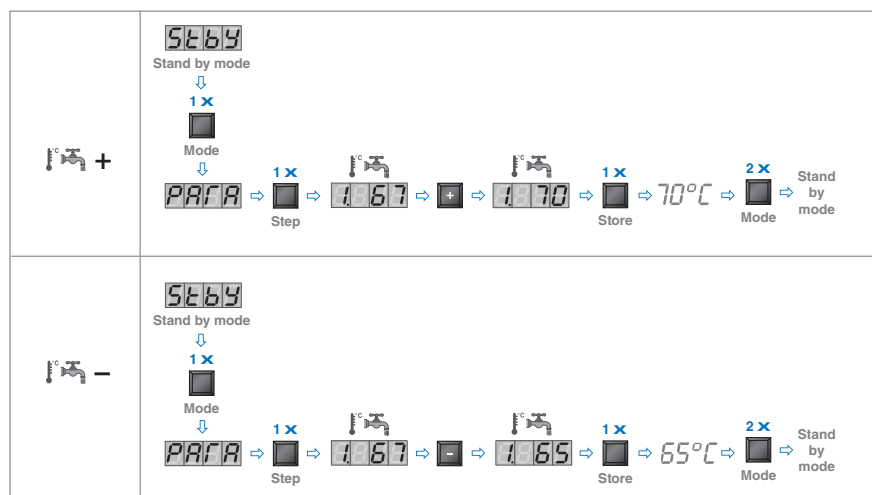 Stby
Stand by mode
1 x
Mode
°C +
PARA 1 x Step 1. 67 + °C 1. 70 1 x Store 70°C 2 x Mode Stand by mode
Stby
Stand by mode
1 x
Mode
°C −
PARA 1 x Step 1. 67 - °C 1. 65 1 x Store 65°C 2 x Mode Stand by mode